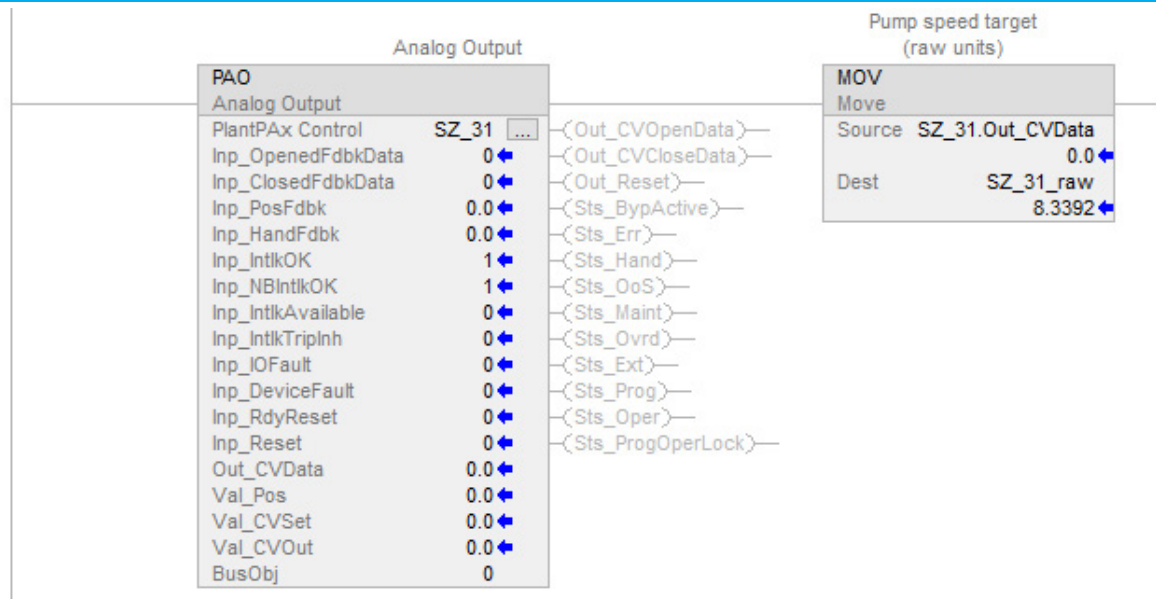 Pump speed target
Analog Output (raw units)
PAO MOV
Analog Output Move
PlantPAx Control SZ_31 ... (Out_CVOpenData) Source SZ_31.Out_CVData
Inp_OpenedFdbkData 0 (Out_CVCloseData) 0.0
Inp_ClosedFdbkData 0 (Out_Reset) Dest SZ_31_raw
Inp_PosFdbk 0.0 (Sts_BypActive) 8.3392
Inp_HandFdbk 0.0 (Sts_Err)
Inp_IntlkOK 1 (Sts_Hand)
Inp_NBIntlkOK 1 (Sts_OoS)
Inp_IntlkAvailable 0 (Sts_Maint)
Inp_IntlkTripInh 0 (Sts_Ovrd)
Inp_IOFault 0 (Sts_Ext)
Inp_DeviceFault 0 (Sts_Prog)
Inp_RdyReset 0 (Sts_Oper)
Inp_Reset 0 (Sts_ProgOperLock)
Out_CVData 0.0
Val_Pos 0.0
Val_CVSet 0.0
Val_CVOut 0.0
BusObj 0